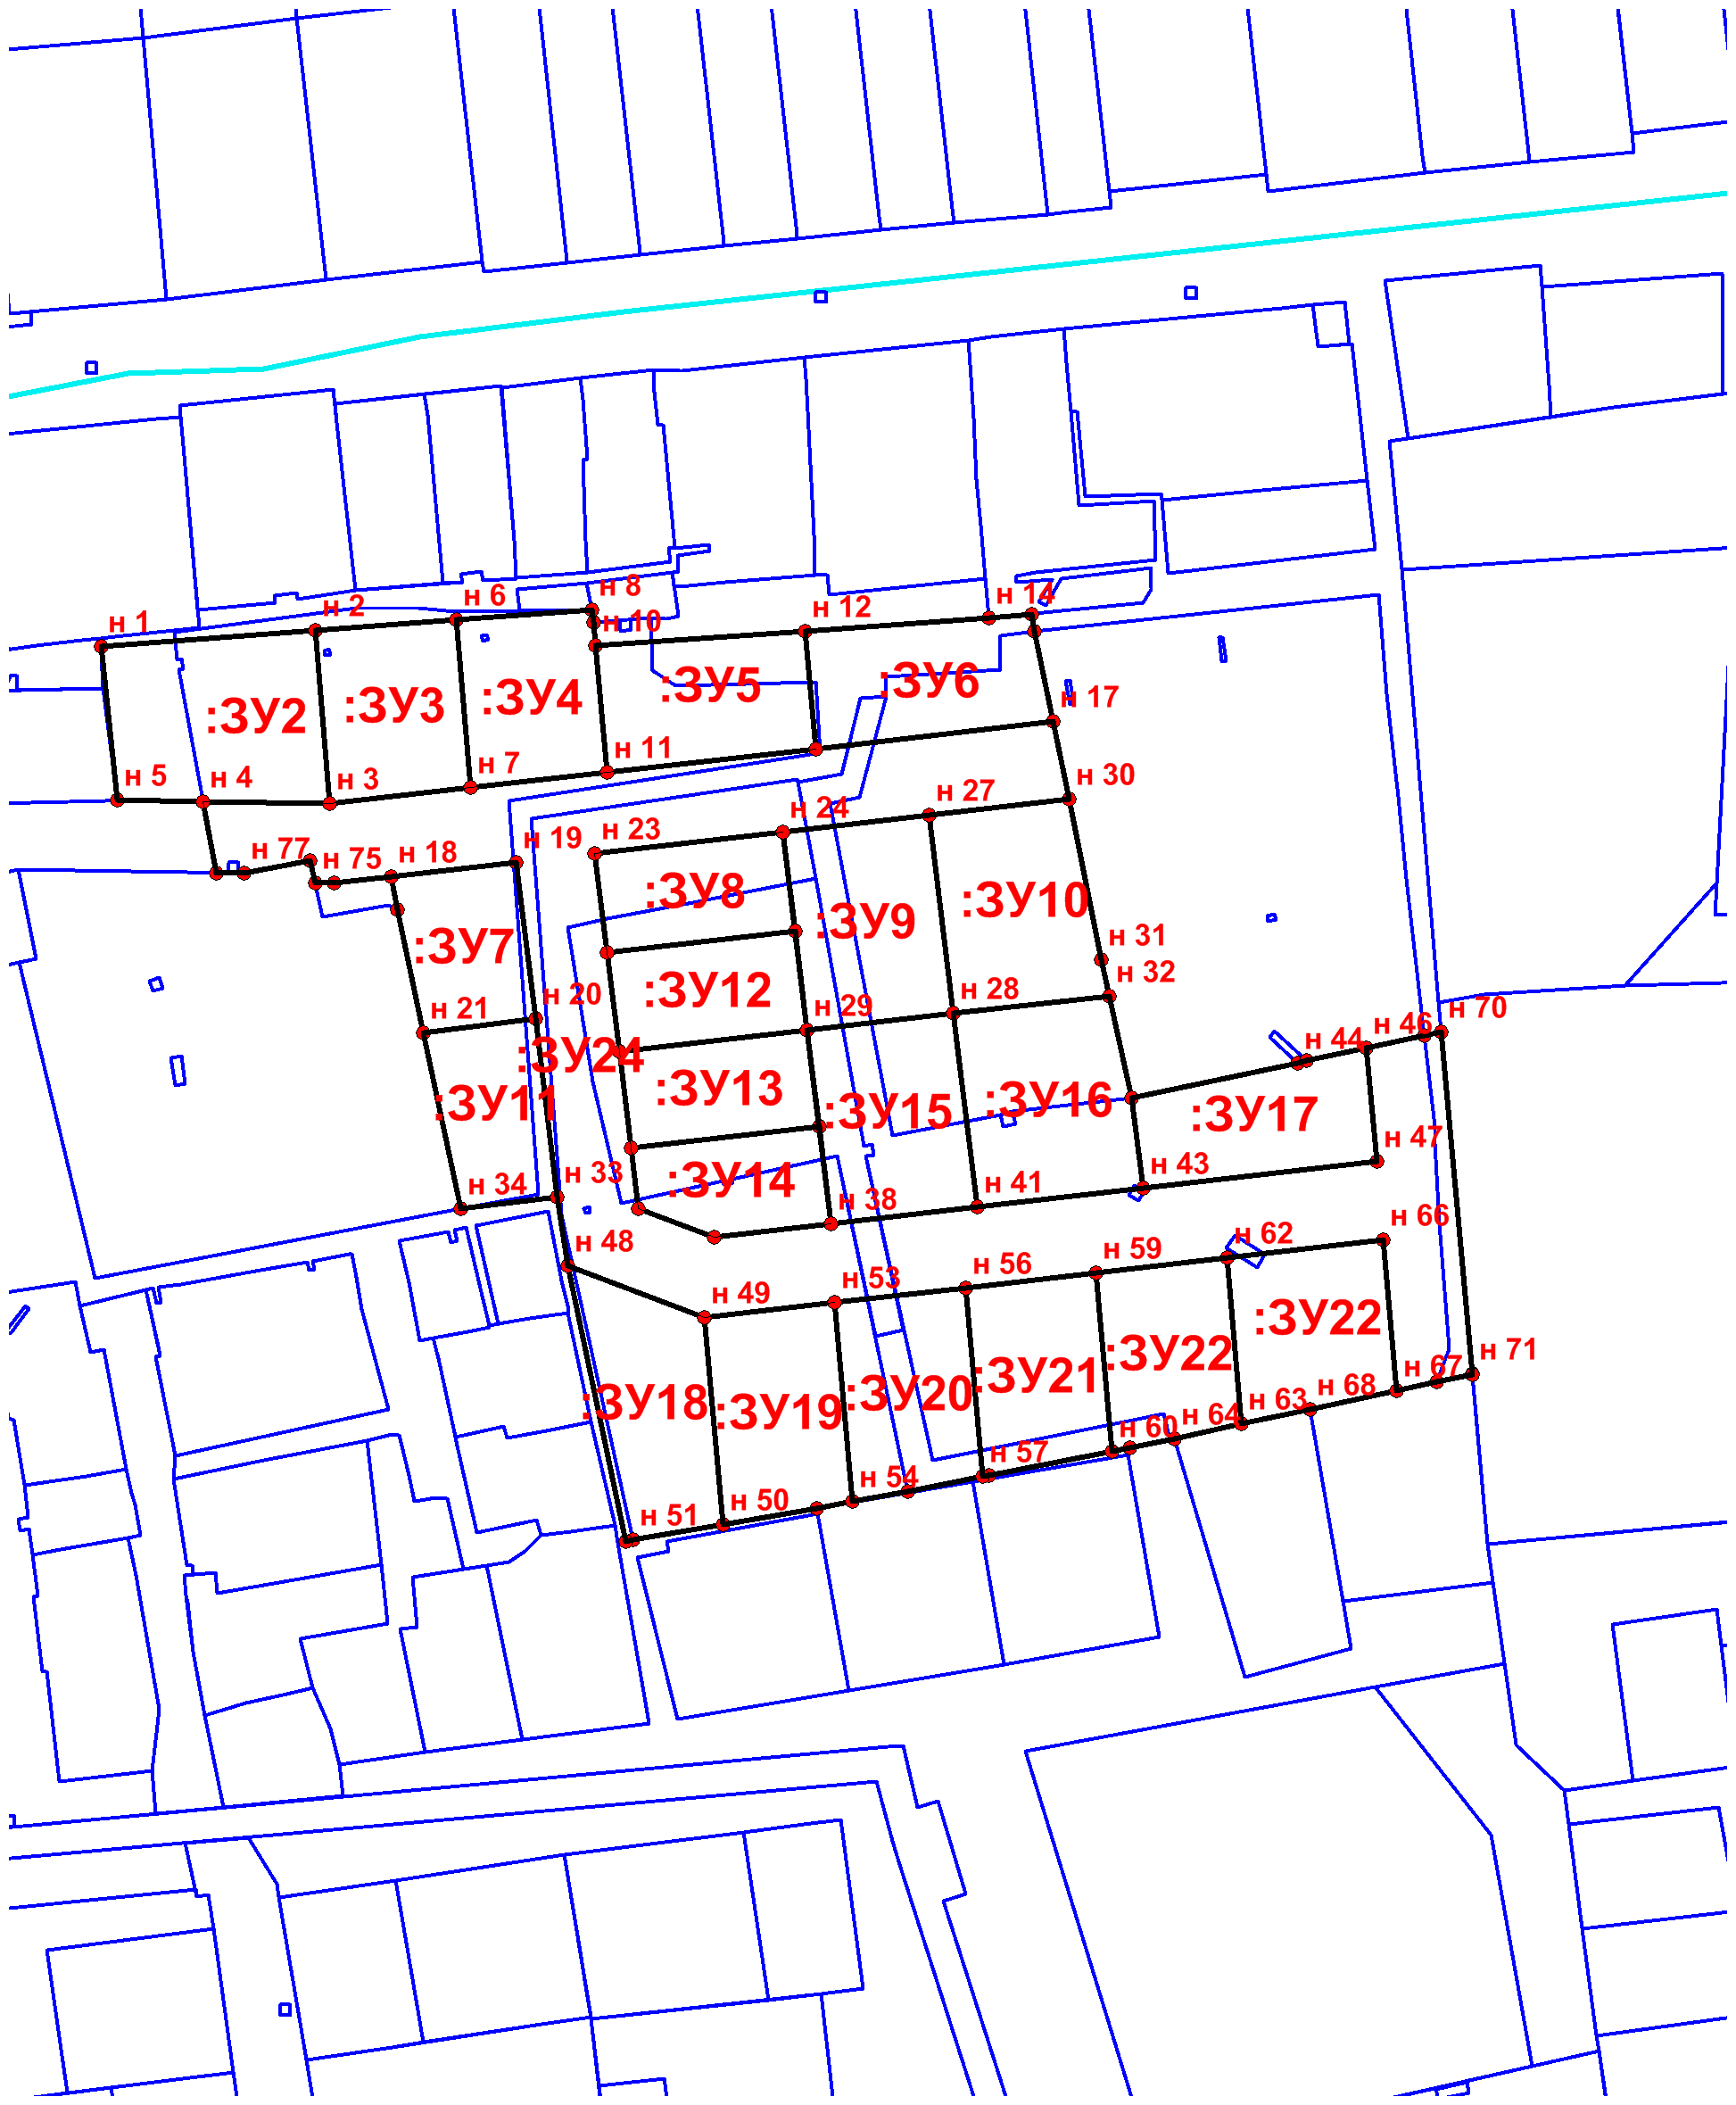 н 8
н 6
н 14
н 12
н 10
н 2
н 1
:ЗУ6
:ЗУ5
:ЗУ4
:ЗУ3
:ЗУ2
н 17
н 11
н 7
н 30
н 3
н 4
н 5
н 27
н 24
н 23
н 19
н 18
н 77
н 75
:ЗУ8
:ЗУ10
:ЗУ9
н 31
:ЗУ7
н 32
:ЗУ12
н 20
н 28
н 21
н 29
н 70
н 46
н 44
:ЗУ24
:ЗУ13
:ЗУ16
:ЗУ11
:ЗУ15
:ЗУ17
н 47
н 33
н 43
:ЗУ14
н 34
н 41
н 38
н 66
н 62
н 48
н 59
н 56
н 53
н 49
:ЗУ22
н 71
:ЗУ22
:ЗУ21
н 67
:ЗУ20
:ЗУ18
:ЗУ19
н 68
н 63
н 64
н 60
н 57
н 54
н 50
н 51